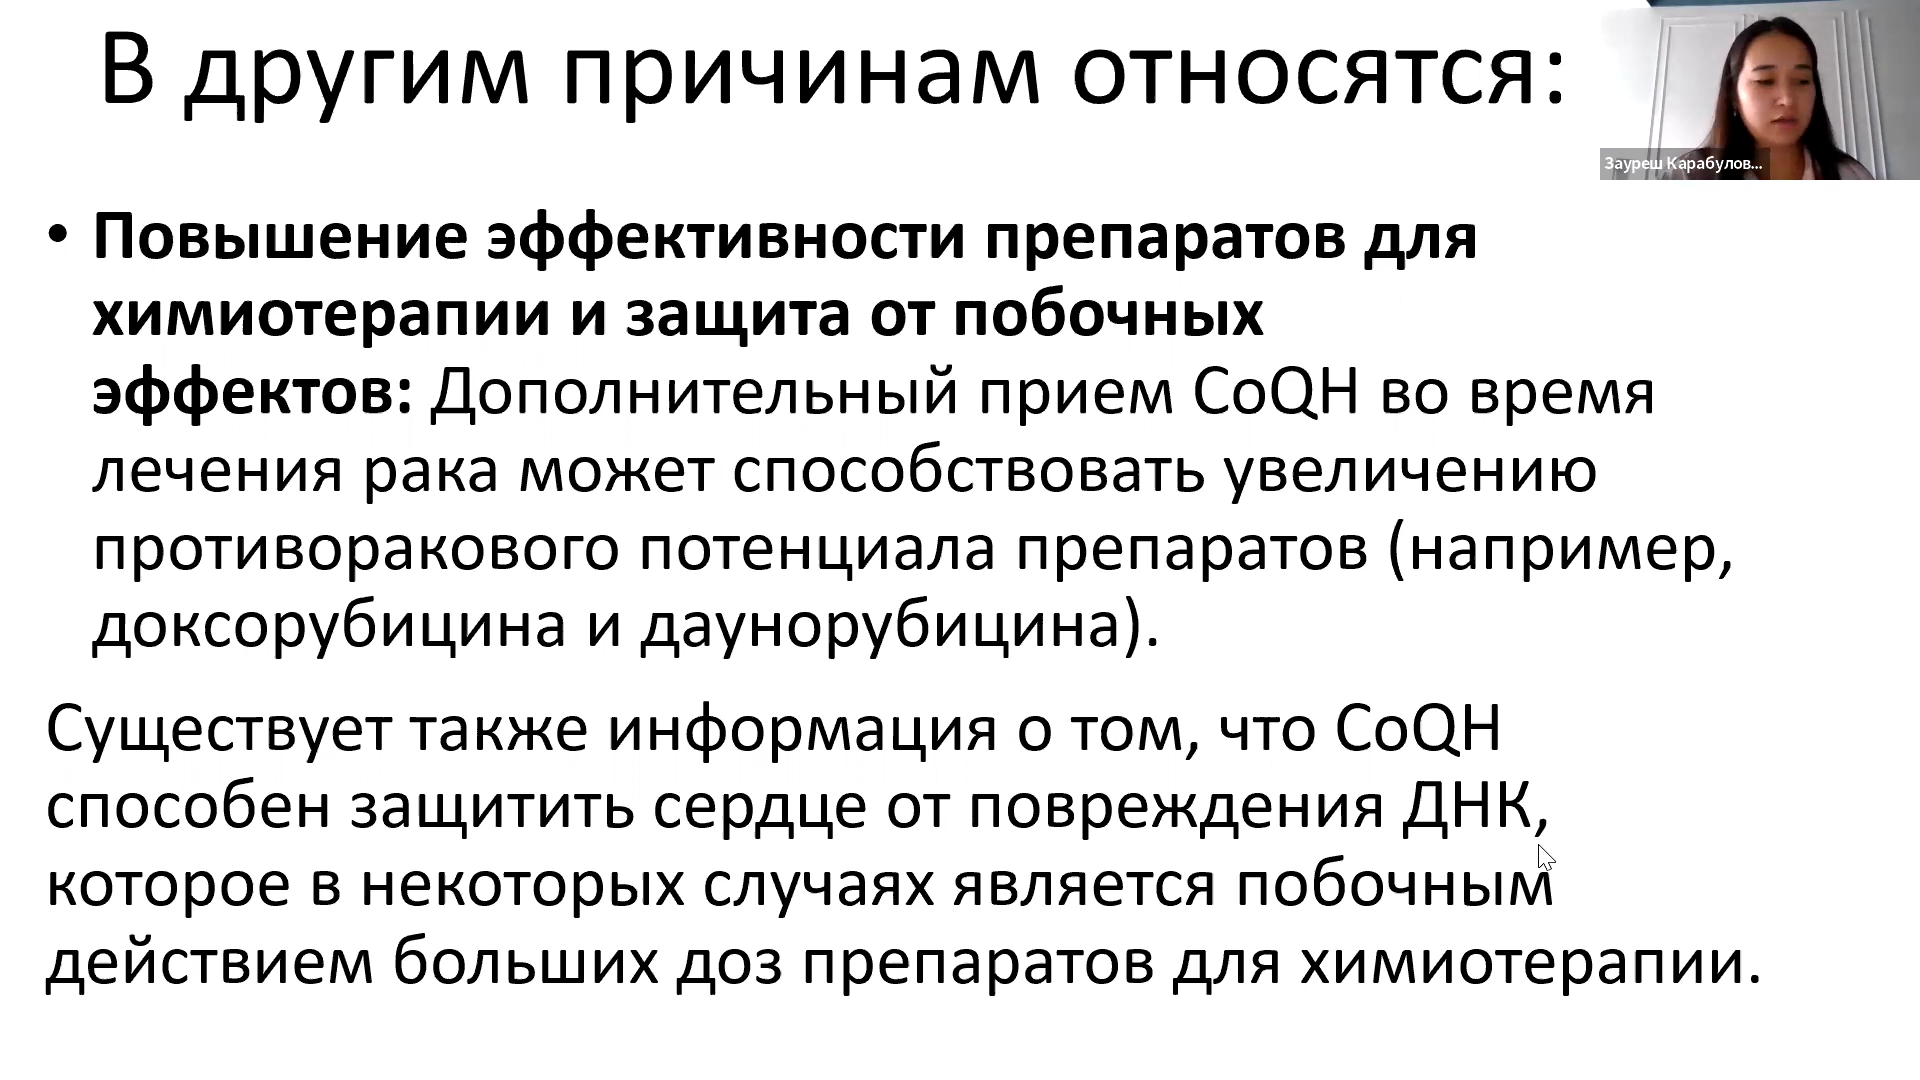 В другим причинам относятся:
Зауреш Карабулов...
• Повышение эффективности препаратов для
химиотерапии и защита от побочных
эффектов: Дополнительный прием CoQH во время
лечения рака может способствовать увеличению
противоракового потенциала препаратов (например,
доксорубицина и даунорубицина).
Существует также информация о том, что CoQH
способен защитить сердце от повреждения ДНК,
которое в некоторых случаях является побочным
действием больших доз препаратов для химиотерапии.